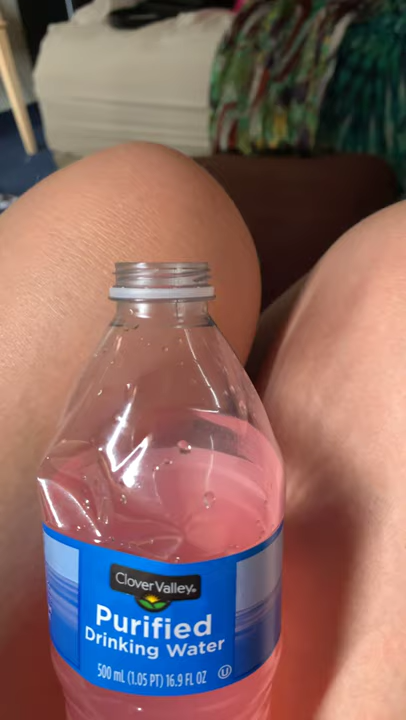 Clover Valley®
Purified
Drinking Water
500 mL (1.05 PT) 16.9 FL OZ
U